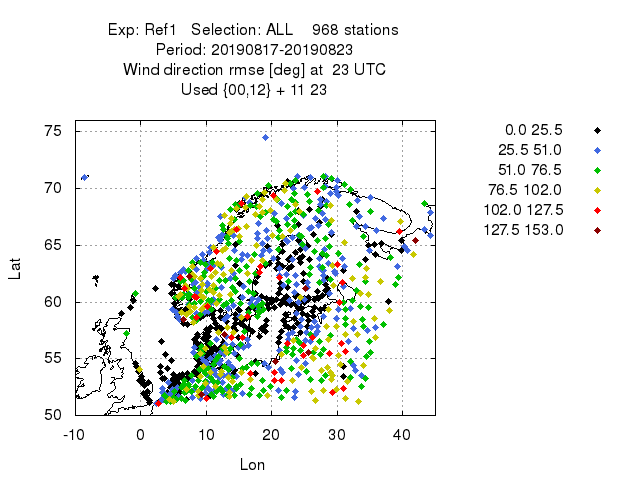 Exp: Ref1   Selection: ALL    968 stations
Period: 20190817-20190823
Wind direction rmse [deg] at  23 UTC
Used {00,12} + 11 23
75
70
65
60
55
50
Lat
-10 0 10 20 30 40
Lon
0.0 25.5
25.5 51.0
51.0 76.5
76.5 102.0
102.0 127.5
127.5 153.0